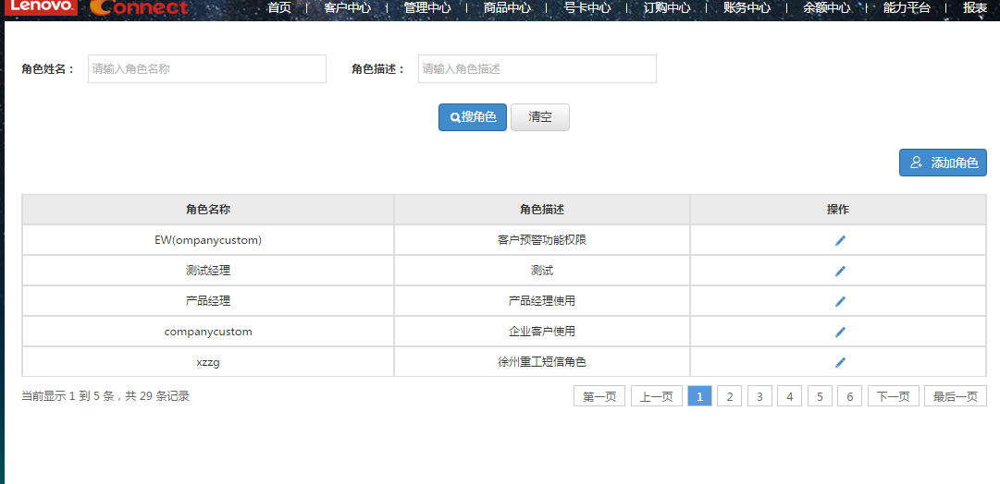 Lenovo. Connect 首页 | 客户中心 | 管理中心 | 商品中心 | 号卡中心 | 订购中心 | 账务中心 | 余额中心 | 能力平台 | 报表
角色姓名： 请输入角色名称 角色描述： 请输入角色描述
搜角色 清空
添加角色
角色名称 角色描述 操作
EW(ompanycustom) 客户预警功能权限
测试经理 测试
产品经理 产品经理使用
companycustom 企业客户使用
xzzg 徐州重工短信角色
当前显示 1 到 5 条，共 29 条记录 第一页 上一页 1 2 3 4 5 6 下一页 最后一页